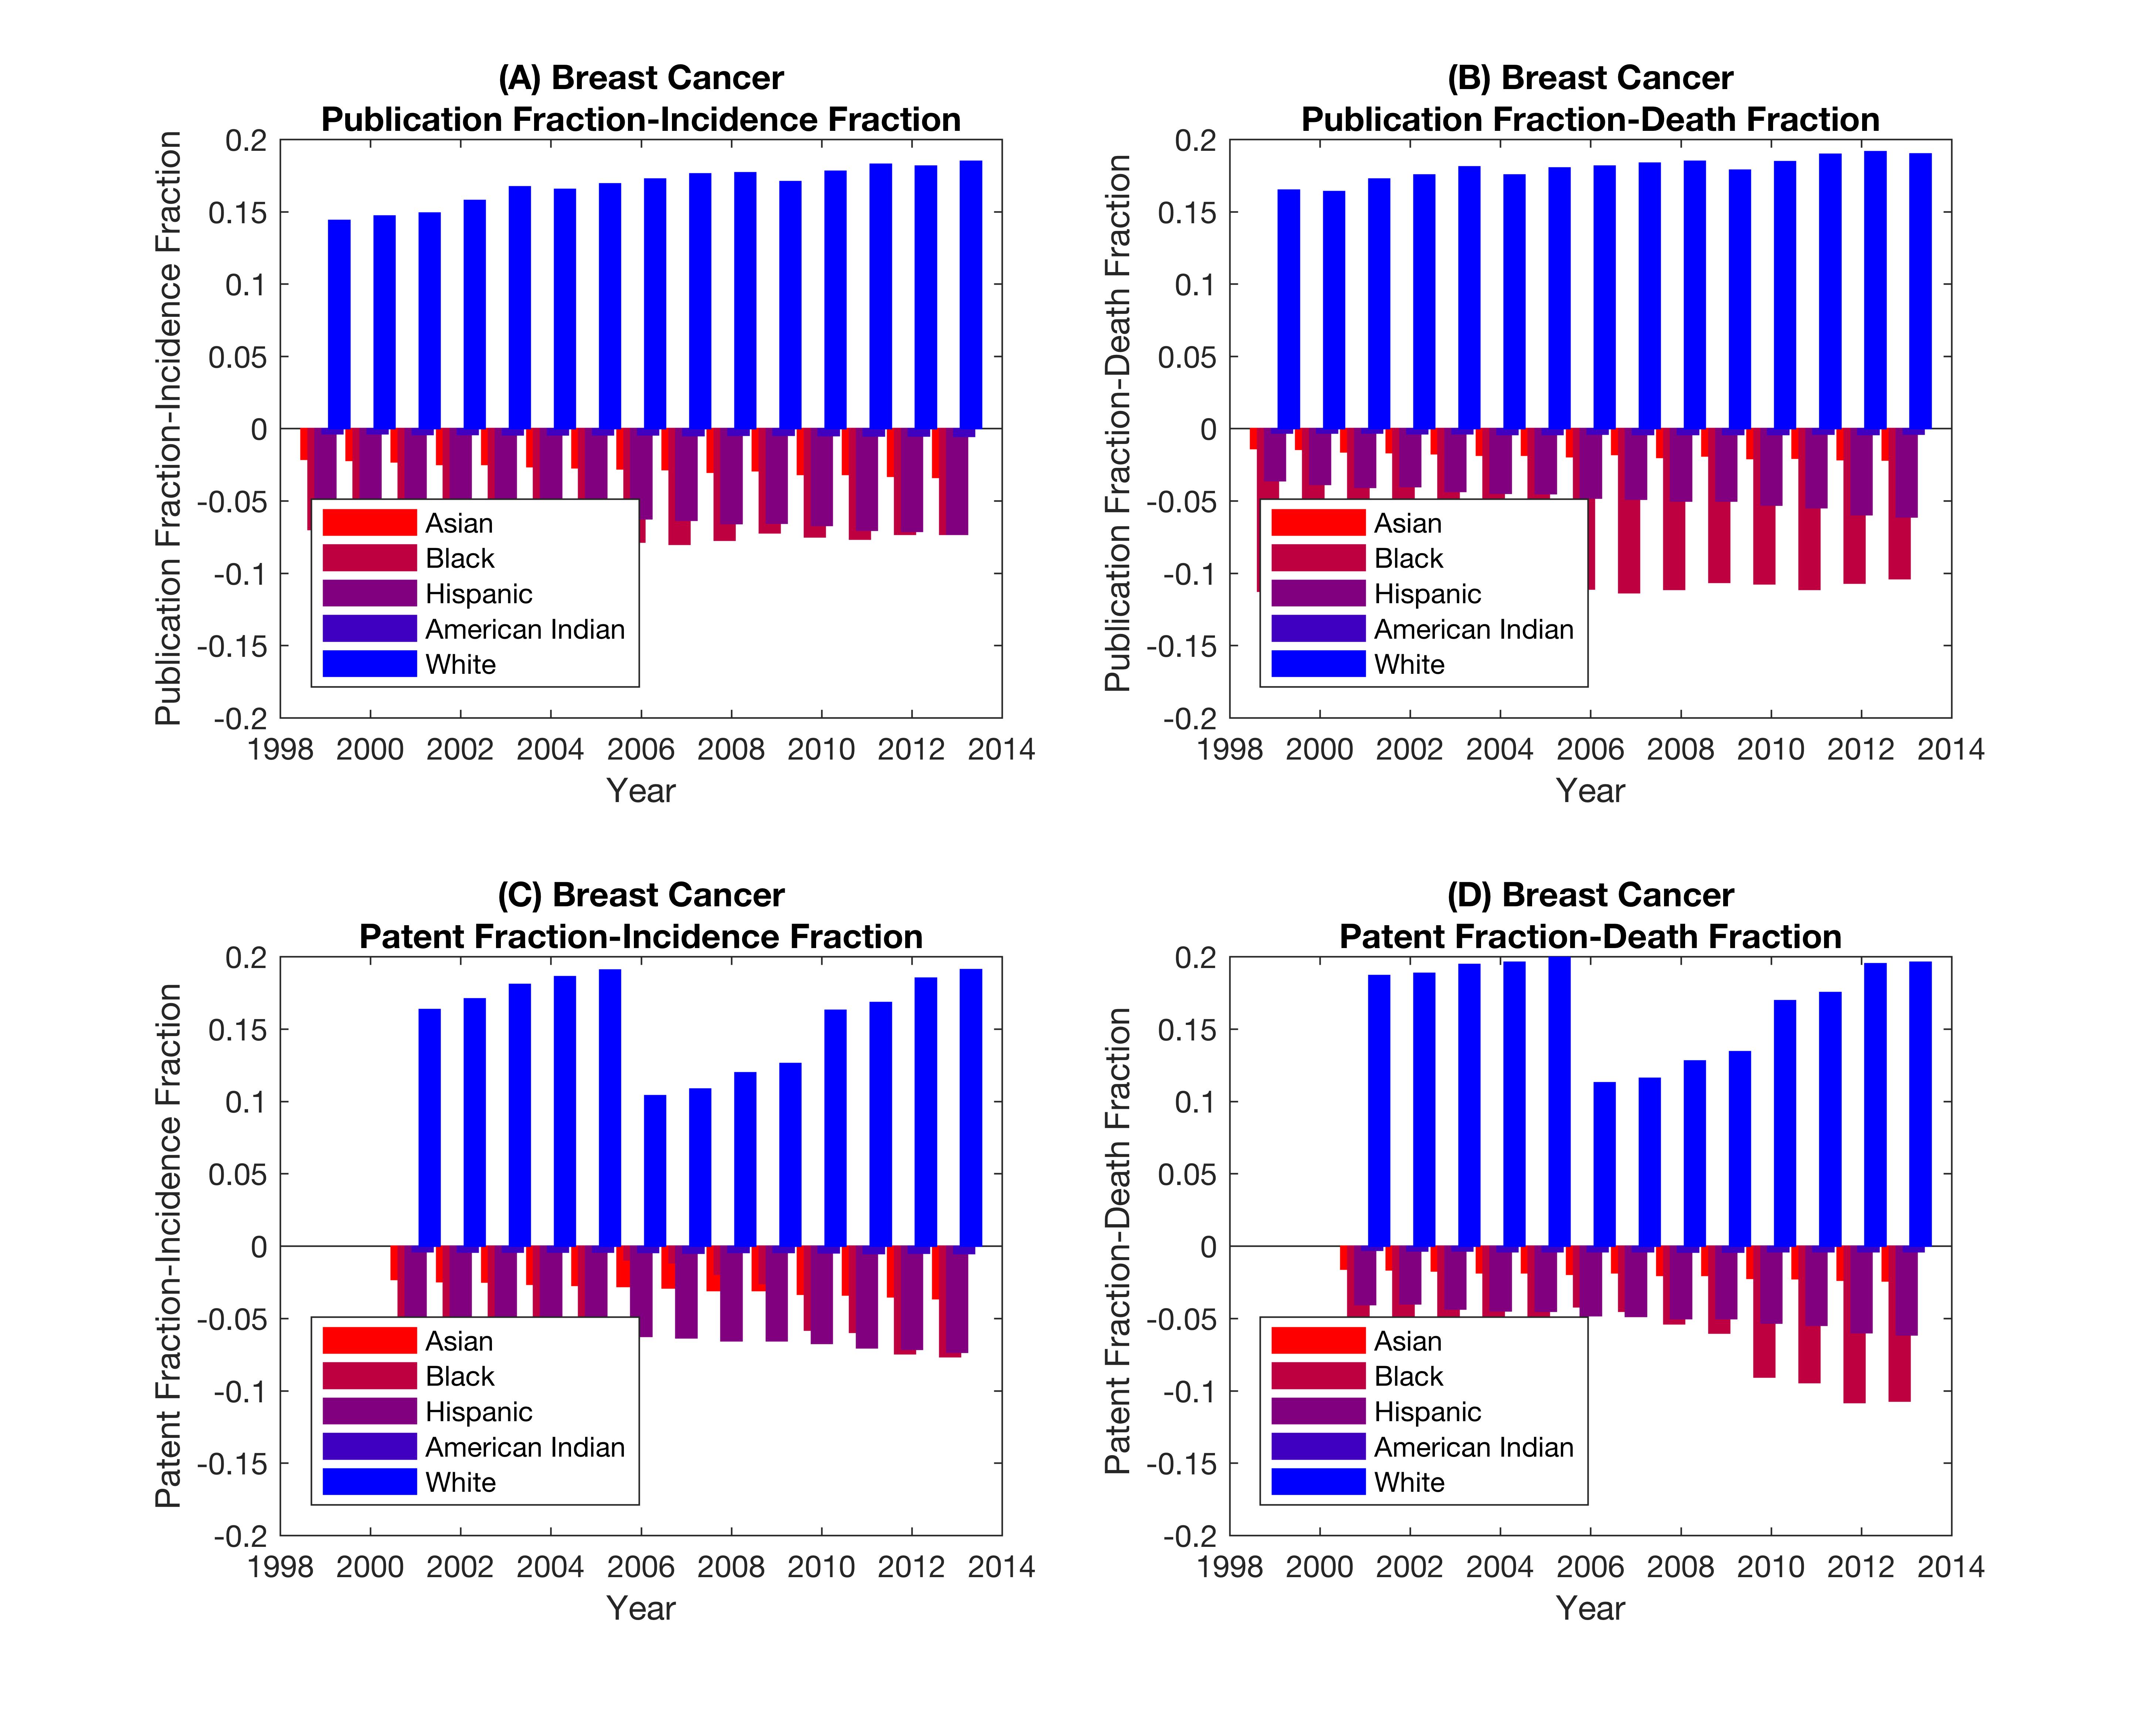 (A) Breast Cancer
Publication Fraction-Incidence Fraction
Publication Fraction-Incidence Fraction
0.2
0.15
0.1
0.05
0
-0.05
-0.1
-0.15
-0.2
Asian
Black
Hispanic
American Indian
White
1998 2000 2002 2004 2006 2008 2010 2012 2014
Year
(B) Breast Cancer
Publication Fraction-Death Fraction
Publication Fraction-Death Fraction
0.2
0.15
0.1
0.05
0
-0.05
-0.1
-0.15
-0.2
Asian
Black
Hispanic
American Indian
White
1998 2000 2002 2004 2006 2008 2010 2012 2014
Year
(C) Breast Cancer
Patent Fraction-Incidence Fraction
Patent Fraction-Incidence Fraction
0.2
0.15
0.1
0.05
0
-0.05
-0.1
-0.15
-0.2
Asian
Black
Hispanic
American Indian
White
1998 2000 2002 2004 2006 2008 2010 2012 2014
Year
(D) Breast Cancer
Patent Fraction-Death Fraction
Patent Fraction-Death Fraction
0.2
0.15
0.1
0.05
0
-0.05
-0.1
-0.15
-0.2
Asian
Black
Hispanic
American Indian
White
1998 2000 2002 2004 2006 2008 2010 2012 2014
Year